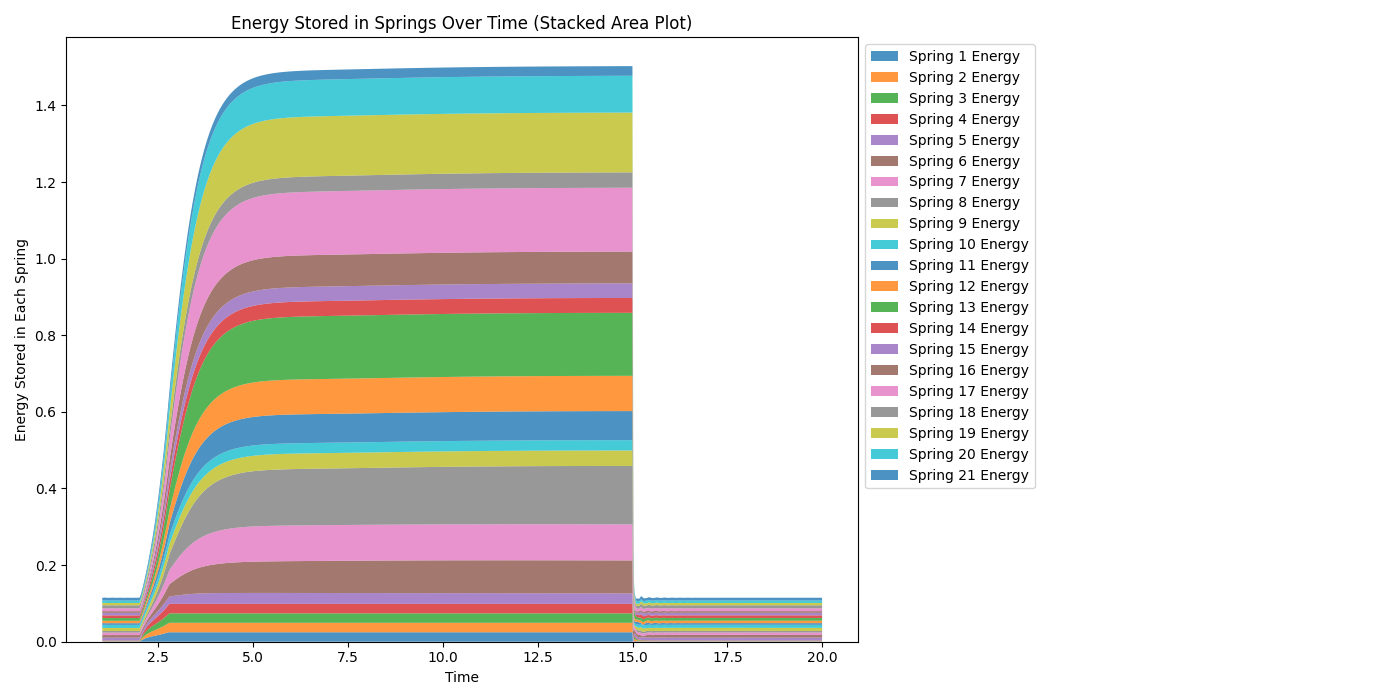 Energy Stored in Springs Over Time (Stacked Area Plot)
Energy Stored in Each Spring
1.4
1.2
1.0
0.8
0.6
0.4
0.2
0.0
2.5 5.0 7.5 10.0 12.5 15.0 17.5 20.0
Time
Spring 1 Energy
Spring 2 Energy
Spring 3 Energy
Spring 4 Energy
Spring 5 Energy
Spring 6 Energy
Spring 7 Energy
Spring 8 Energy
Spring 9 Energy
Spring 10 Energy
Spring 11 Energy
Spring 12 Energy
Spring 13 Energy
Spring 14 Energy
Spring 15 Energy
Spring 16 Energy
Spring 17 Energy
Spring 18 Energy
Spring 19 Energy
Spring 20 Energy
Spring 21 Energy